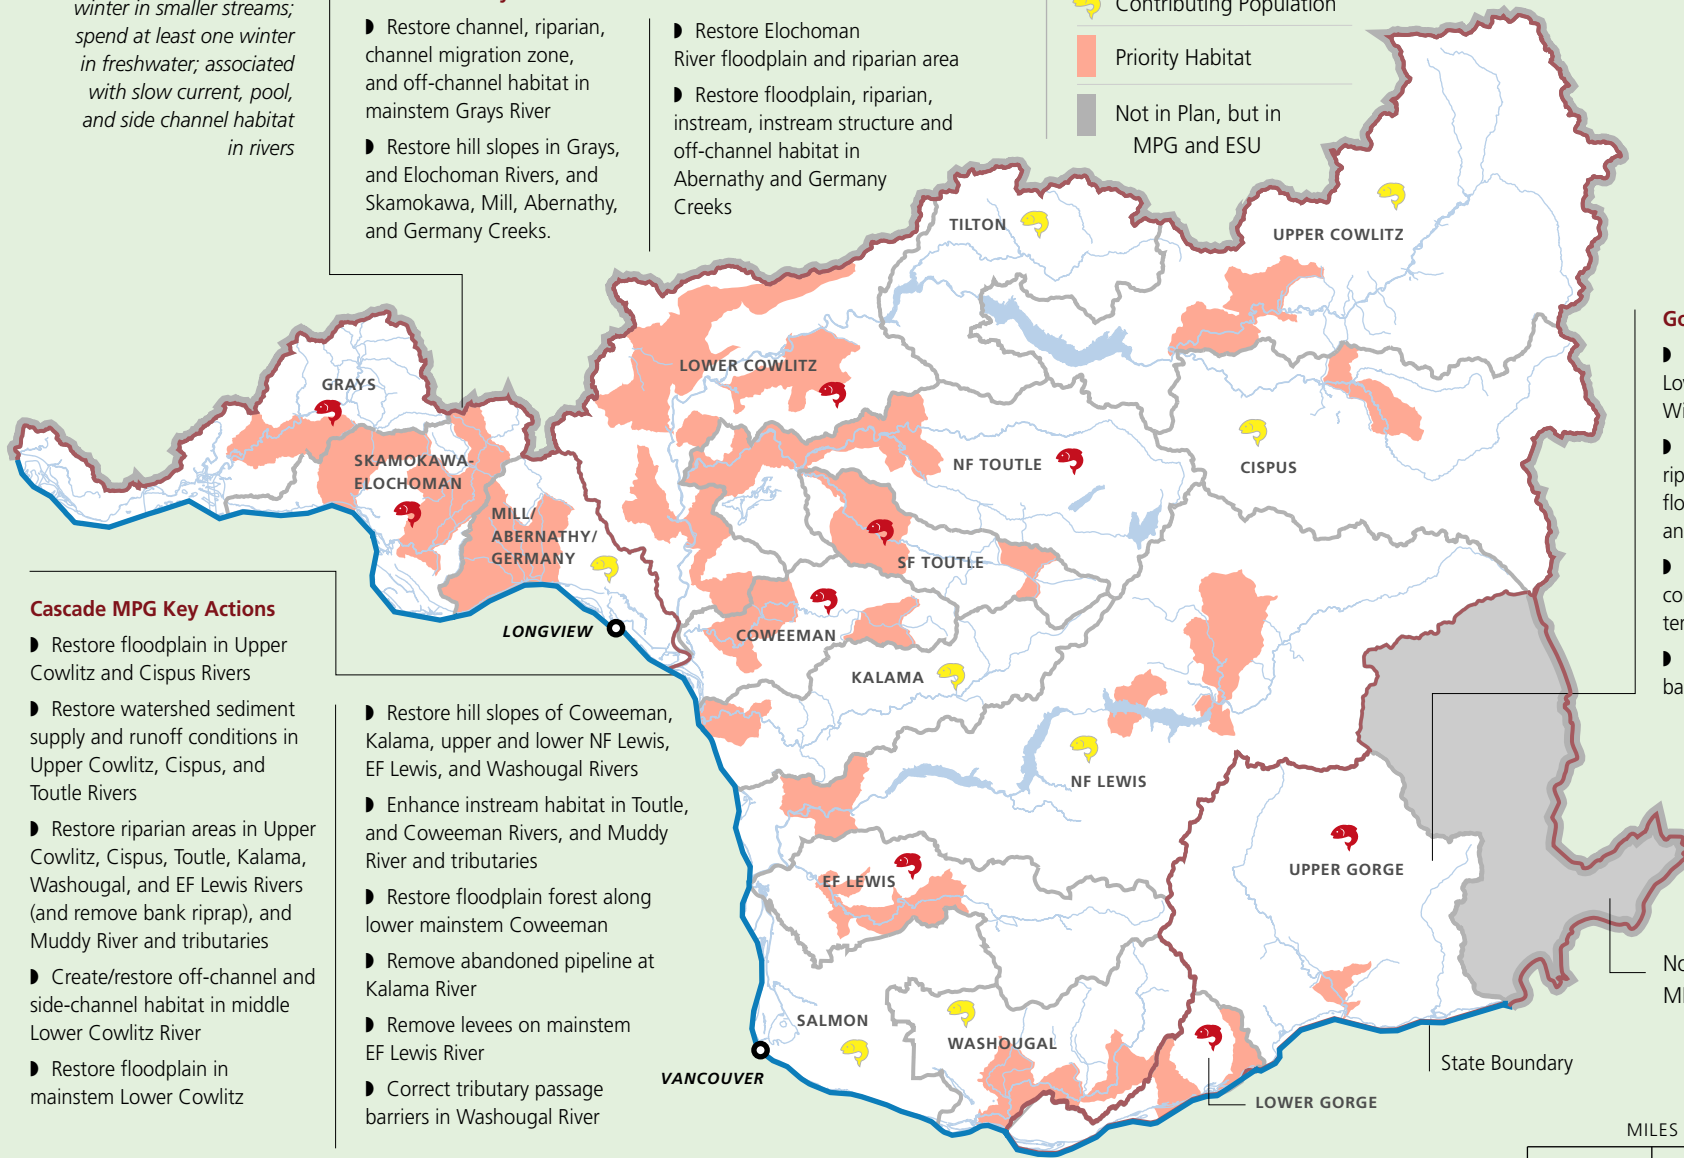 winter in smaller streams;
spend at least one winter
in freshwater; associated
with slow current, pool,
and side channel habitat
in rivers
◗ Restore channel, riparian,
channel migration zone,
and off-channel habitat in
mainstem Grays River
◗ Restore hill slopes in Grays,
and Elochoman Rivers, and
Skamokawa, Mill, Abernathy,
and Germany Creeks.
◗ Restore Elochoman
River floodplain and riparian area
◗ Restore floodplain, riparian,
instream, instream structure and
off-channel habitat in
Abernathy and Germany
Creeks
Contributing Population
Priority Habitat
Not in Plan, but in
MPG and ESU
TILTON
UPPER COWLITZ
LOWER COWLITZ
GRAYS
SKAMOKAWA-
ELOCHOMAN
MILL/
ABERNATHY/
GERMANY
NF TOUTLE
CISPUS
SF TOUTLE
COWEEMAN
KALAMA
NF LEWIS
EF LEWIS
UPPER GORGE
SALMON
WASHOUGAL
LOWER GORGE
LONGVIEW
VANCOUVER
State Boundary
MILES
Cascade MPG Key Actions
◗ Restore floodplain in Upper
Cowlitz and Cispus Rivers
◗ Restore watershed sediment
supply and runoff conditions in
Upper Cowlitz, Cispus, and
Toutle Rivers
◗ Restore riparian areas in Upper
Cowlitz, Cispus, Toutle, Kalama,
Washougal, and EF Lewis Rivers
(and remove bank riprap), and
Muddy River and tributaries
◗ Create/restore off-channel and
side-channel habitat in middle
Lower Cowlitz River
◗ Restore floodplain in
mainstem Lower Cowlitz
◗ Restore hill slopes of Coweeman,
Kalama, upper and lower NF Lewis,
EF Lewis, and Washougal Rivers
◗ Enhance instream habitat in Toutle,
and Coweeman Rivers, and Muddy
River and tributaries
◗ Restore floodplain forest along
lower mainstem Coweeman
◗ Remove abandoned pipeline at
Kalama River
◗ Remove levees on mainstem
EF Lewis River
◗ Correct tributary passage
barriers in Washougal River
Go
◗
Lo
Wi
◗
rip
flo
an
◗
co
ter
◗
ba
No
M